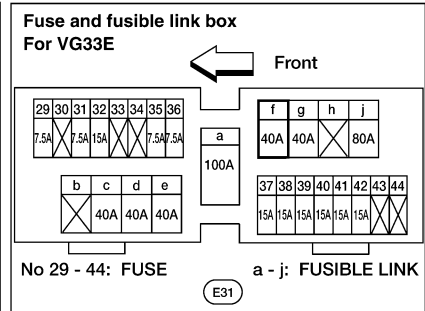 Fuse and fusible link box
For VG33E
Front
29 30 31 32 33 34 35 36
7.5A 7.5A 15A 7.5A 7.5A
a
100A
f g h j
40A 40A 80A
b c d e
40A 40A 40A
37 38 39 40 41 42 43 44
15A 15A 15A 15A 15A 15A
No 29 - 44: FUSE
a - j: FUSIBLE LINK
E31